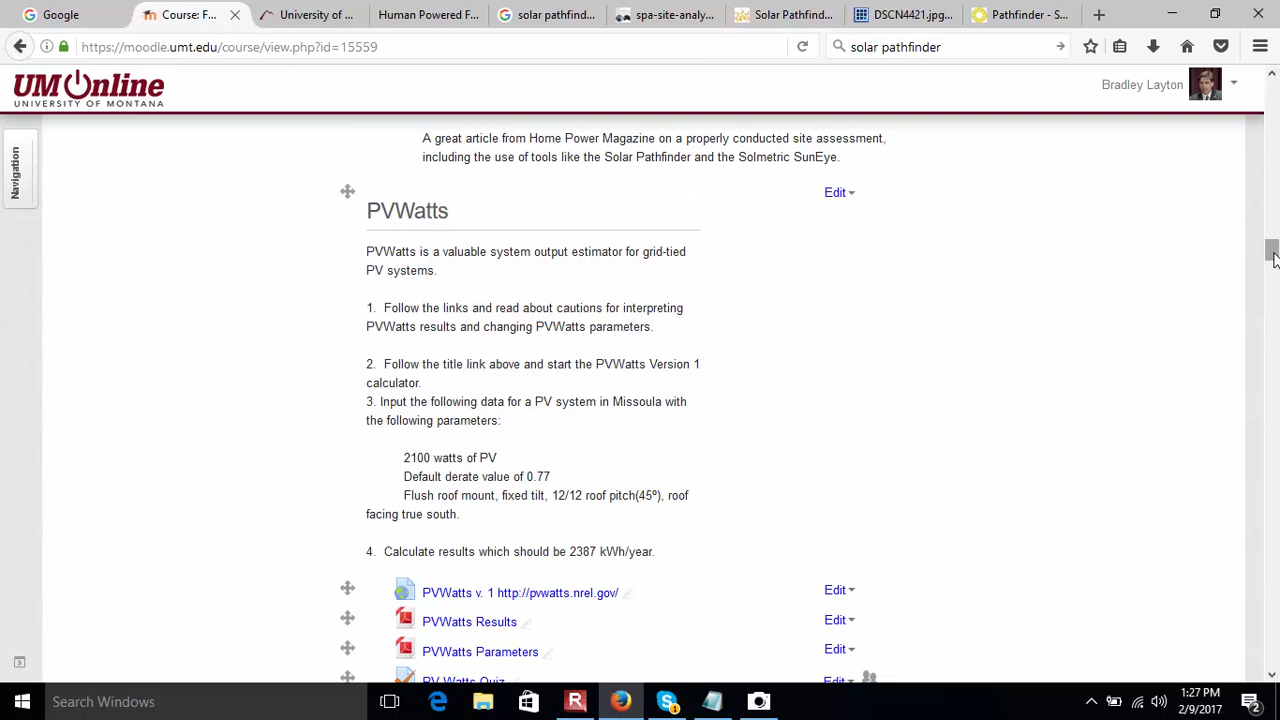 Google
Course: F...
University of ...
Human Powered F...
solar pathfind...
spa-site-analy...
Solar Pathfind...
DSCN4421.jpg...
Pathfinder - S...
https://moodle.umt.edu/course/view.php?id=15559
solar pathfinder
UMOnline
UNIVERSITY OF MONTANA
Bradley Layton
Navigation
A great article from Home Power Magazine on a properly conducted site assessment,
including the use of tools like the Solar Pathfinder and the Solmetric SunEye.
Edit
PVWatts
PVWatts is a valuable system output estimator for grid-tied
PV systems.
1. Follow the links and read about cautions for interpreting
PVWatts results and changing PVWatts parameters.
2. Follow the title link above and start the PVWatts Version 1
calculator.
3. Input the following data for a PV system in Missoula with
the following parameters:
2100 watts of PV
Default derate value of 0.77
Flush roof mount, fixed tilt, 12/12 roof pitch(45º), roof
facing true south.
4. Calculate results which should be 2387 kWh/year.
PVWatts v. 1 http://pvwatts.nrel.gov/
Edit
PVWatts Results
Edit
PVWatts Parameters
Edit
PV Watts Quiz
Edit
Search Windows
1:27 PM
2/9/2017
2